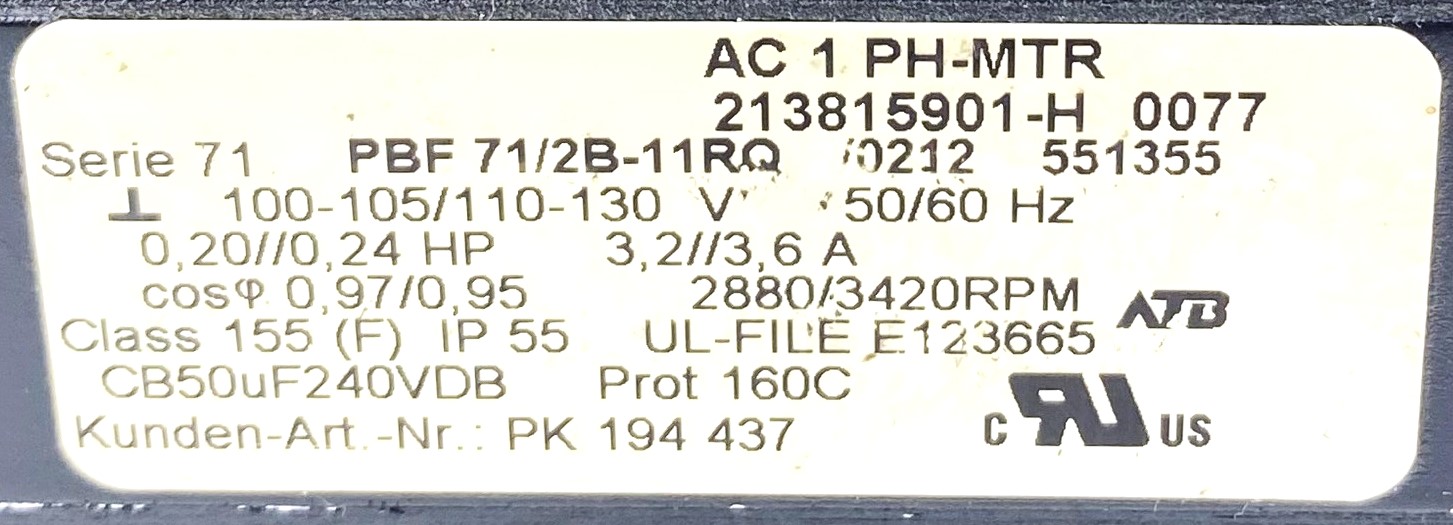 AC 1 PH-MTR
213815901-H 0077
Serie 71 PBF 71/2B-11RQ /0212 551355
⊥ 100-105/110-130 V 50/60 Hz
0,20//0,24 HP 3,2//3,6 A
cosφ 0,97/0,95 2880/3420RPM
ATB
Class 155 (F) IP 55 UL-FILE E123665
CB50uF240VDB Prot 160C
Kunden-Art.-Nr.: PK 194 437
C RU US